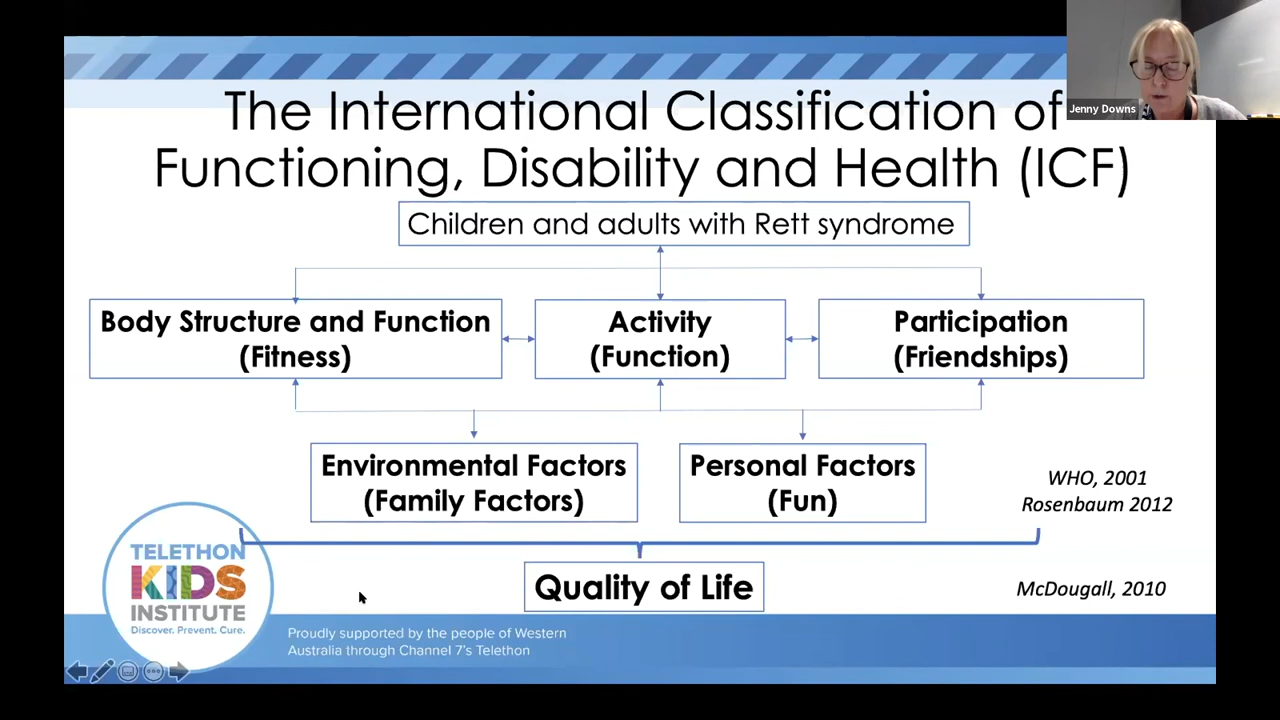 The International Classification of
Functioning, Disability and Health (ICF)
Jenny Downs
Children and adults with Rett syndrome
Body Structure and Function
(Fitness)
Activity
(Function)
Participation
(Friendships)
Environmental Factors
(Family Factors)
Personal Factors
(Fun)
WHO, 2001
Rosenbaum 2012
Quality of Life
McDougall, 2010
TELETHON
KIDS
INSTITUTE
Discover. Prevent. Cure.
Proudly supported by the people of Western
Australia through Channel 7's Telethon